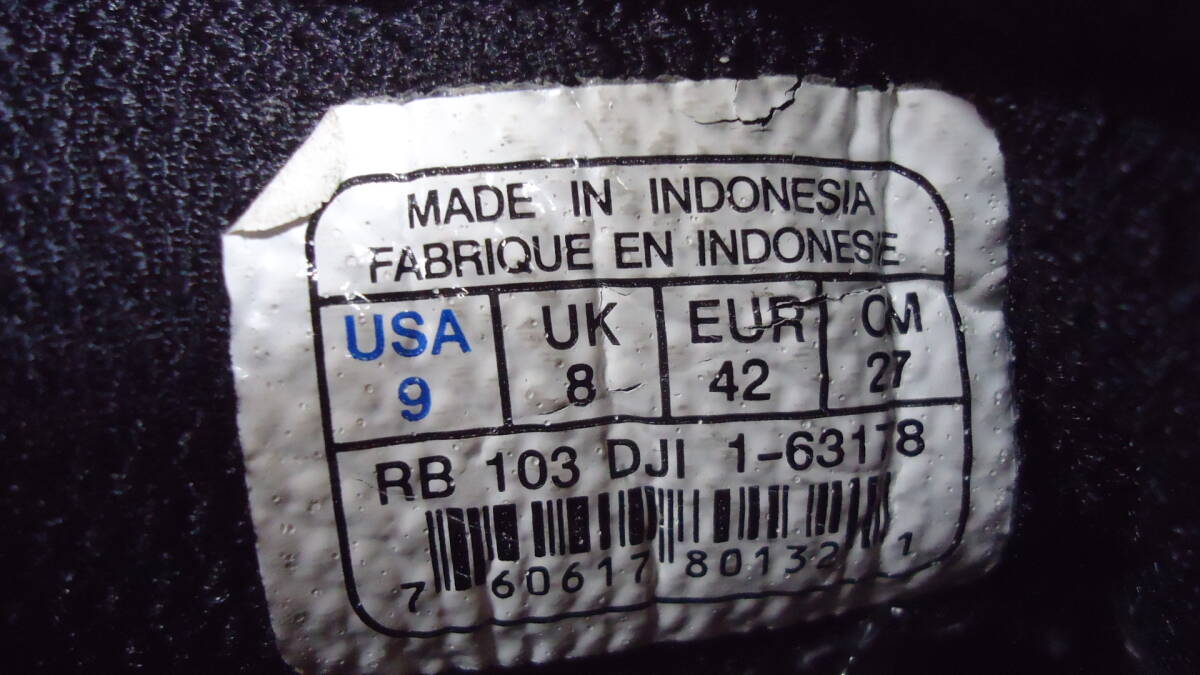 MADE IN INDONESIA
FABRIQUE EN INDONESIE
USA UK EUR CM
9 8 42 27
RB 103 DJI 1-63178
7 60617 80132 1